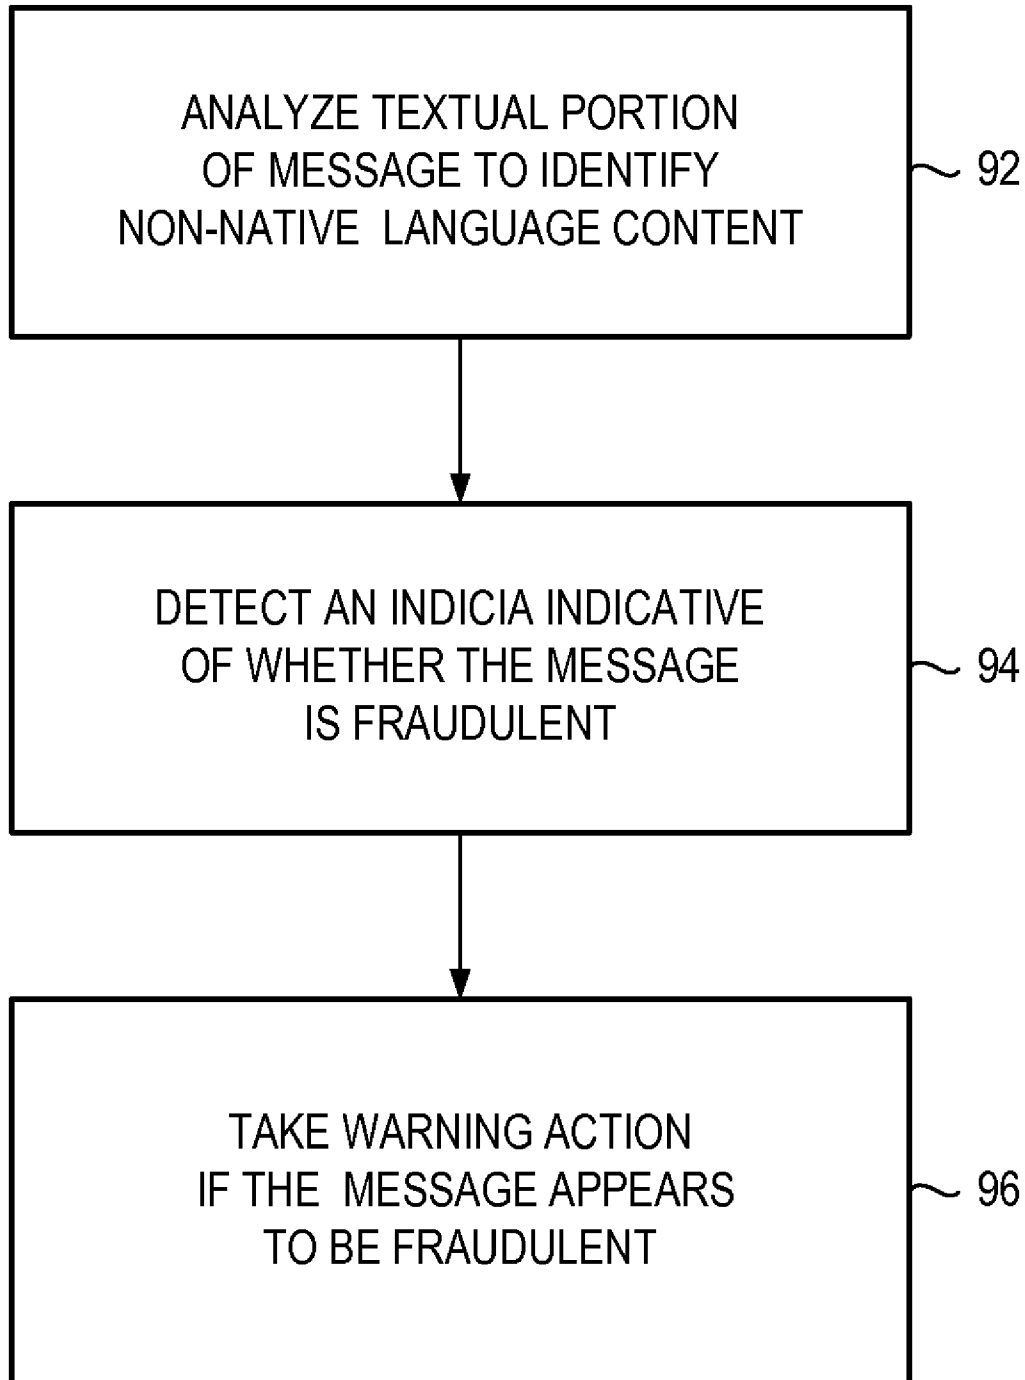 ANALYZE TEXTUAL PORTION
OF MESSAGE TO IDENTIFY
NON-NATIVE LANGUAGE CONTENT
92
DETECT AN INDICIA INDICATIVE
OF WHETHER THE MESSAGE
IS FRAUDULENT
94
TAKE WARNING ACTION
IF THE MESSAGE APPEARS
TO BE FRAUDULENT
96